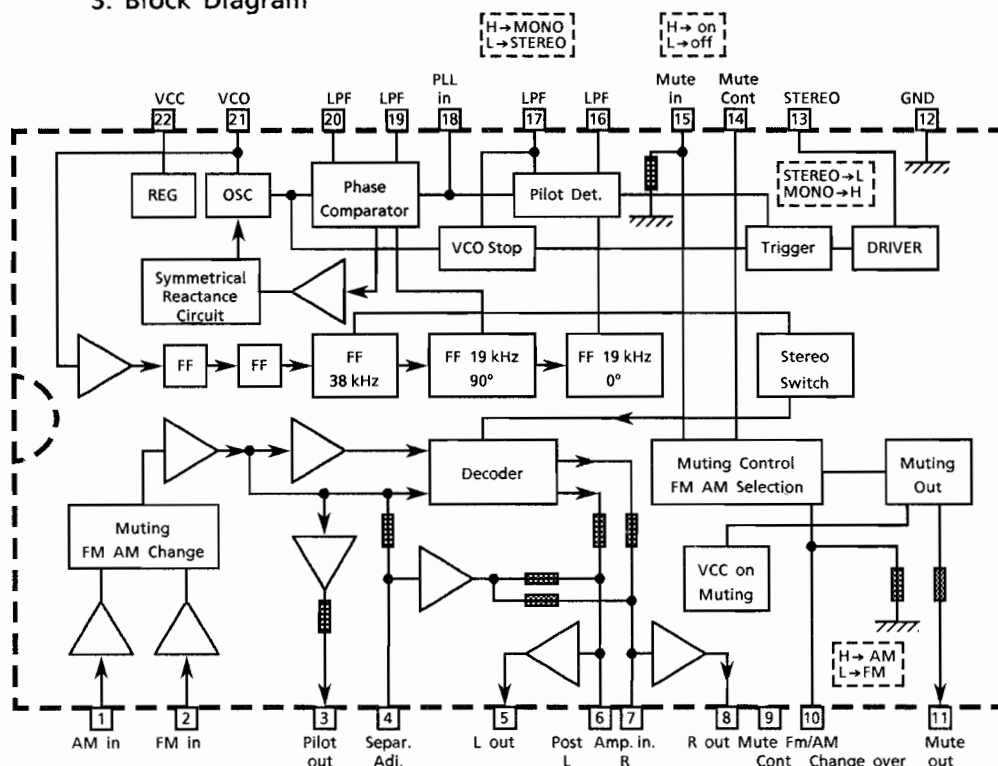 3. Block Diagram
H→MONO
L→STEREO
H→on
L→off
VCC
VCO
LPF
LPF
PLL
in
LPF
LPF
Mute
in
Mute
Cont
STEREO
GND
22
21
20
19
18
17
16
15
14
13
12
REG
OSC
Phase
Comparator
Pilot Det.
STEREO→L
MONO→H
VCO Stop
Trigger
DRIVER
Symmetrical
Reactance
Circuit
FF
FF
FF
38 kHz
FF 19 kHz
90°
FF 19 kHz
0°
Stereo
Switch
Decoder
Muting Control
FM AM Selection
Muting
Out
Muting
FM AM Change
VCC on
Muting
H→AM
L→FM
1
2
3
4
5
6
7
8
9
10
11
AM in
FM in
Pilot
out
Separ.
Adj.
L out
Post Amp. in.
L R
R out
Mute
Cont
Fm/AM
Change over
Mute
out